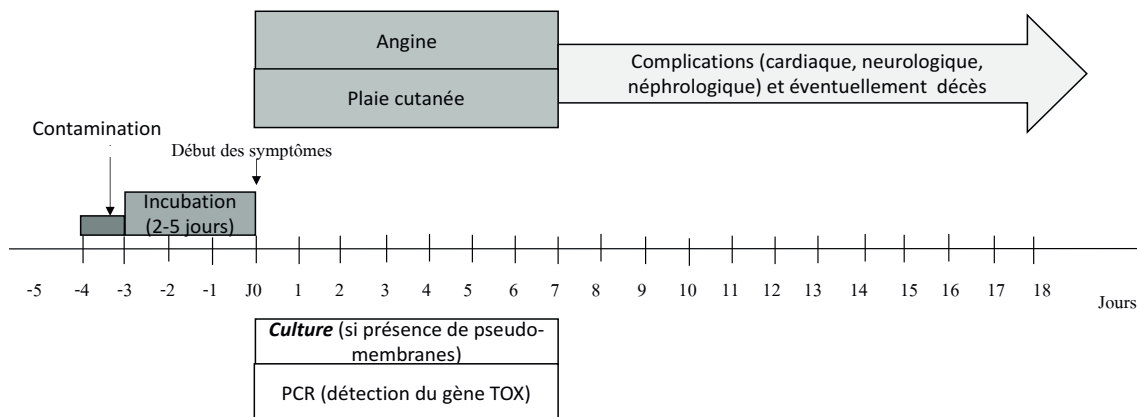 Angine
Plaie cutanée
Complications (cardiaque, neurologique,
néphrologique) et éventuellement décès
Contamination
Début des symptômes
Incubation
(2-5 jours)
-5 -4 -3 -2 -1 J0 1 2 3 4 5 6 7 8 9 10 11 12 13 14 15 16 17 18 Jours
Culture (si présence de pseudo-
membranes)
PCR (détection du gène TOX)